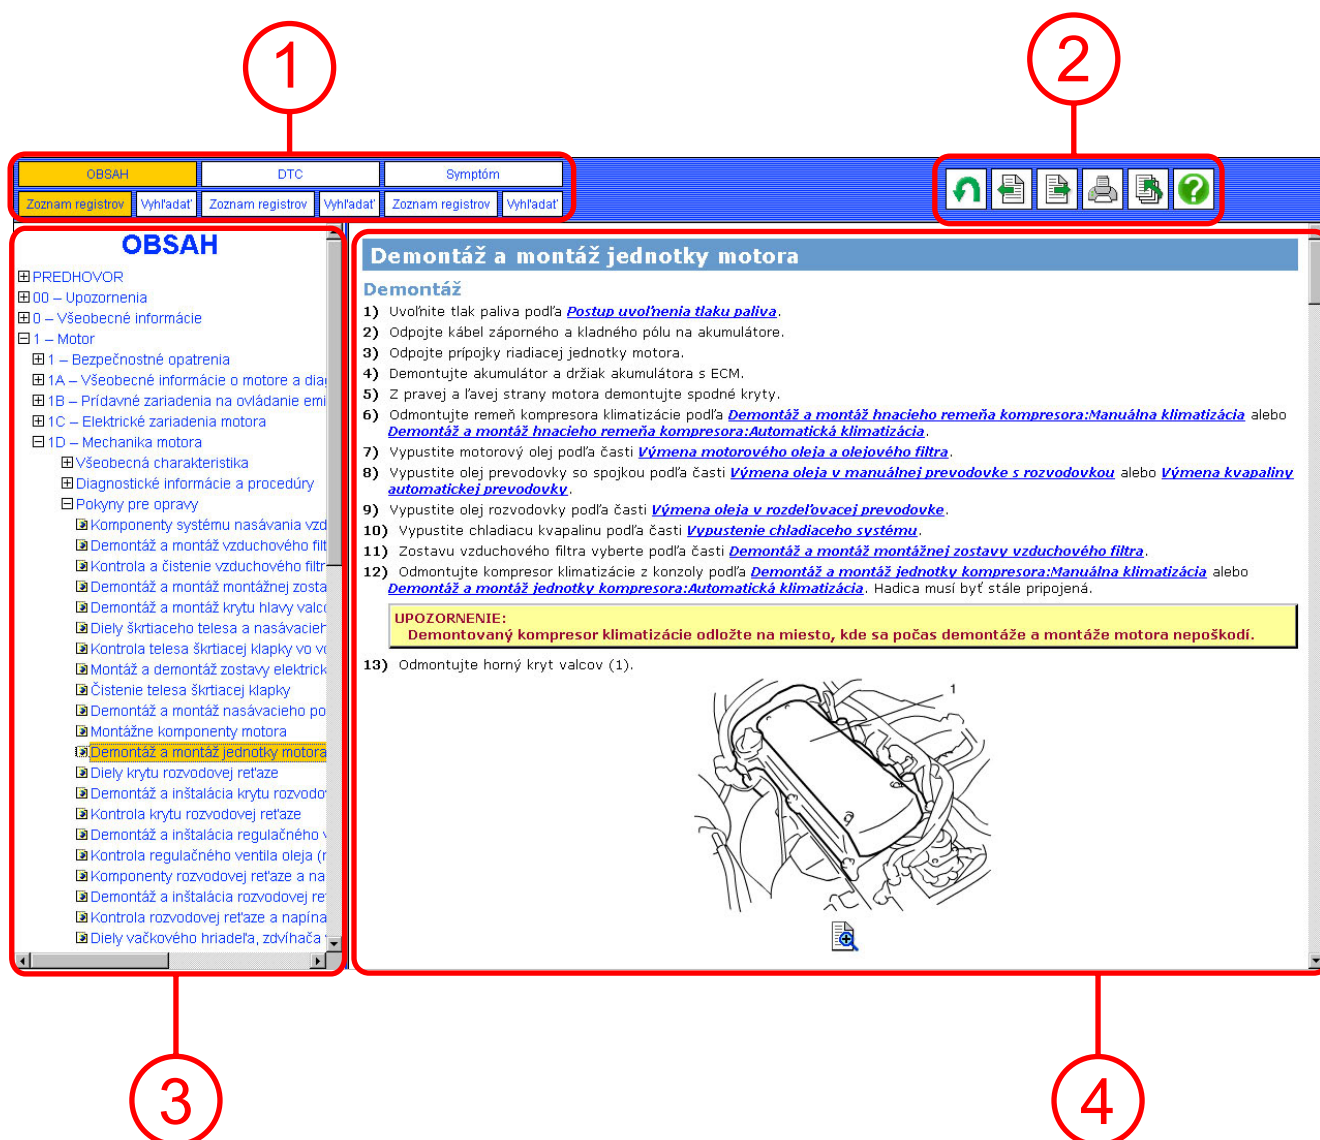 1
2
OBSAH
DTC
Symptóm
Zoznam registrov
Vyhľadať
Zoznam registrov
Vyhľadať
Zoznam registrov
Vyhľadať
OBSAH
PREDHOVOR
00 – Upozornenia
0 – Všeobecné informácie
1 – Motor
1 – Bezpečnostné opatrenia
1A – Všeobecné informácie o motore a diag
1B – Prídavné zariadenia na ovládanie emi
1C – Elektrické zariadenia motora
1D – Mechanika motora
Všeobecná charakteristika
Diagnostické informácie a procedúry
Pokyny pre opravy
Komponenty systému nasávania vzd
Demontáž a montáž vzduchového filt
Kontrola a čistenie vzduchového filtr
Demontáž a montáž montážnej zosta
Demontáž a montáž krytu hlavy valc
Diely škrtiaceho telesa a nasávacieh
Kontrola telesa škrtiacej klapky vo v
Montáž a demontáž zostavy elektrick
Čistenie telesa škrtiacej klapky
Demontáž a montáž nasávacieho po
Montážne komponenty motora
Demontáž a montáž jednotky motora
Diely krytu rozvodovej reťaze
Demontáž a inštalácia krytu rozvodo
Kontrola krytu rozvodovej reťaze
Demontáž a inštalácia regulačného v
Kontrola regulačného ventila oleja (r
Komponenty rozvodovej reťaze a na
Demontáž a inštalácia rozvodovej re
Kontrola rozvodovej reťaze a napína
Diely vačkového hriadeľa, zdvíhača
Demontáž a montáž jednotky motora
Demontáž
1) Uvoľnite tlak paliva podľa Postup uvoľnenia tlaku paliva.
2) Odpojte kábel záporného a kladného pólu na akumulátore.
3) Odpojte prípojky riadiacej jednotky motora.
4) Demontujte akumulátor a držiak akumulátora s ECM.
5) Z pravej a ľavej strany motora demontujte spodné kryty.
6) Odmontujte remeň kompresora klimatizácie podľa Demontáž a montáž hnacieho remeňa kompresora:Manuálna klimatizácia alebo
Demontáž a montáž hnacieho remeňa kompresora:Automatická klimatizácia.
7) Vypustite motorový olej podľa časti Výmena motorového oleja a olejového filtra.
8) Vypustite olej prevodovky so spojkou podľa časti Výmena oleja v manuálnej prevodovke s rozvodovkou alebo Výmena kvapaliny
automatickej prevodovky.
9) Vypustite olej rozvodovky podľa časti Výmena oleja v rozdeľovacej prevodovke.
10) Vypustite chladiacu kvapalinu podľa časti Vypustenie chladiaceho systému.
11) Zostavu vzduchového filtra vyberte podľa časti Demontáž a montáž montážnej zostavy vzduchového filtra.
12) Odmontujte kompresor klimatizácie z konzoly podľa Demontáž a montáž jednotky kompresora:Manuálna klimatizácia alebo
Demontáž a montáž jednotky kompresora:Automatická klimatizácia. Hadica musí byť stále pripojená.
UPOZORNENIE:
Demontovaný kompresor klimatizácie odložte na miesto, kde sa počas demontáže a montáže motora nepoškodí.
13) Odmontujte horný kryt valcov (1).
1
3
4